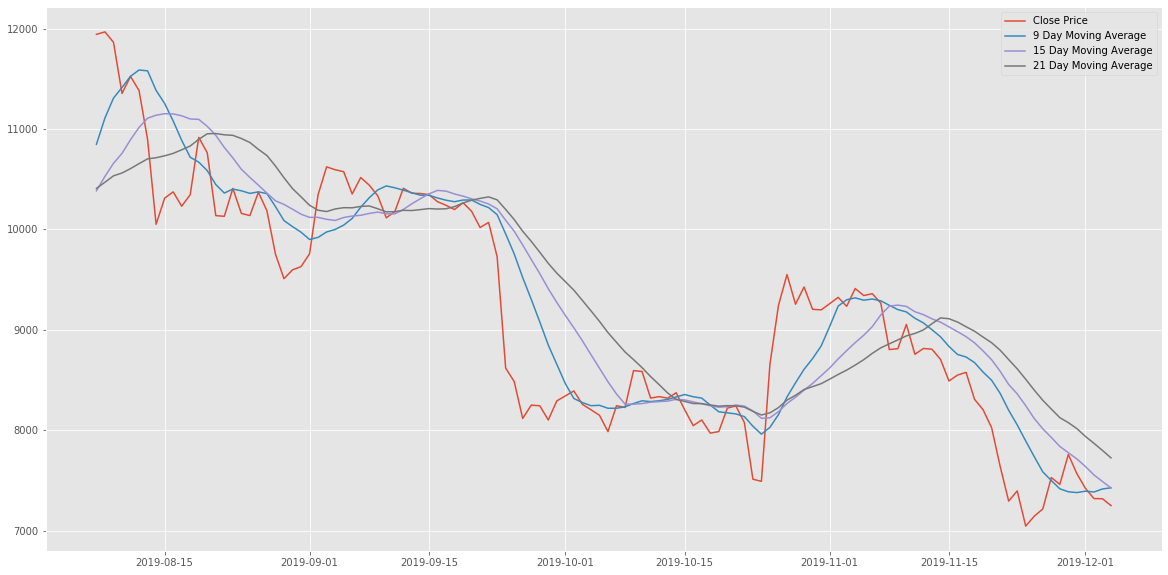 Close Price
9 Day Moving Average
15 Day Moving Average
21 Day Moving Average
12000
11000
10000
9000
8000
7000
2019-08-15 2019-09-01 2019-09-15 2019-10-01 2019-10-15 2019-11-01 2019-11-15 2019-12-01